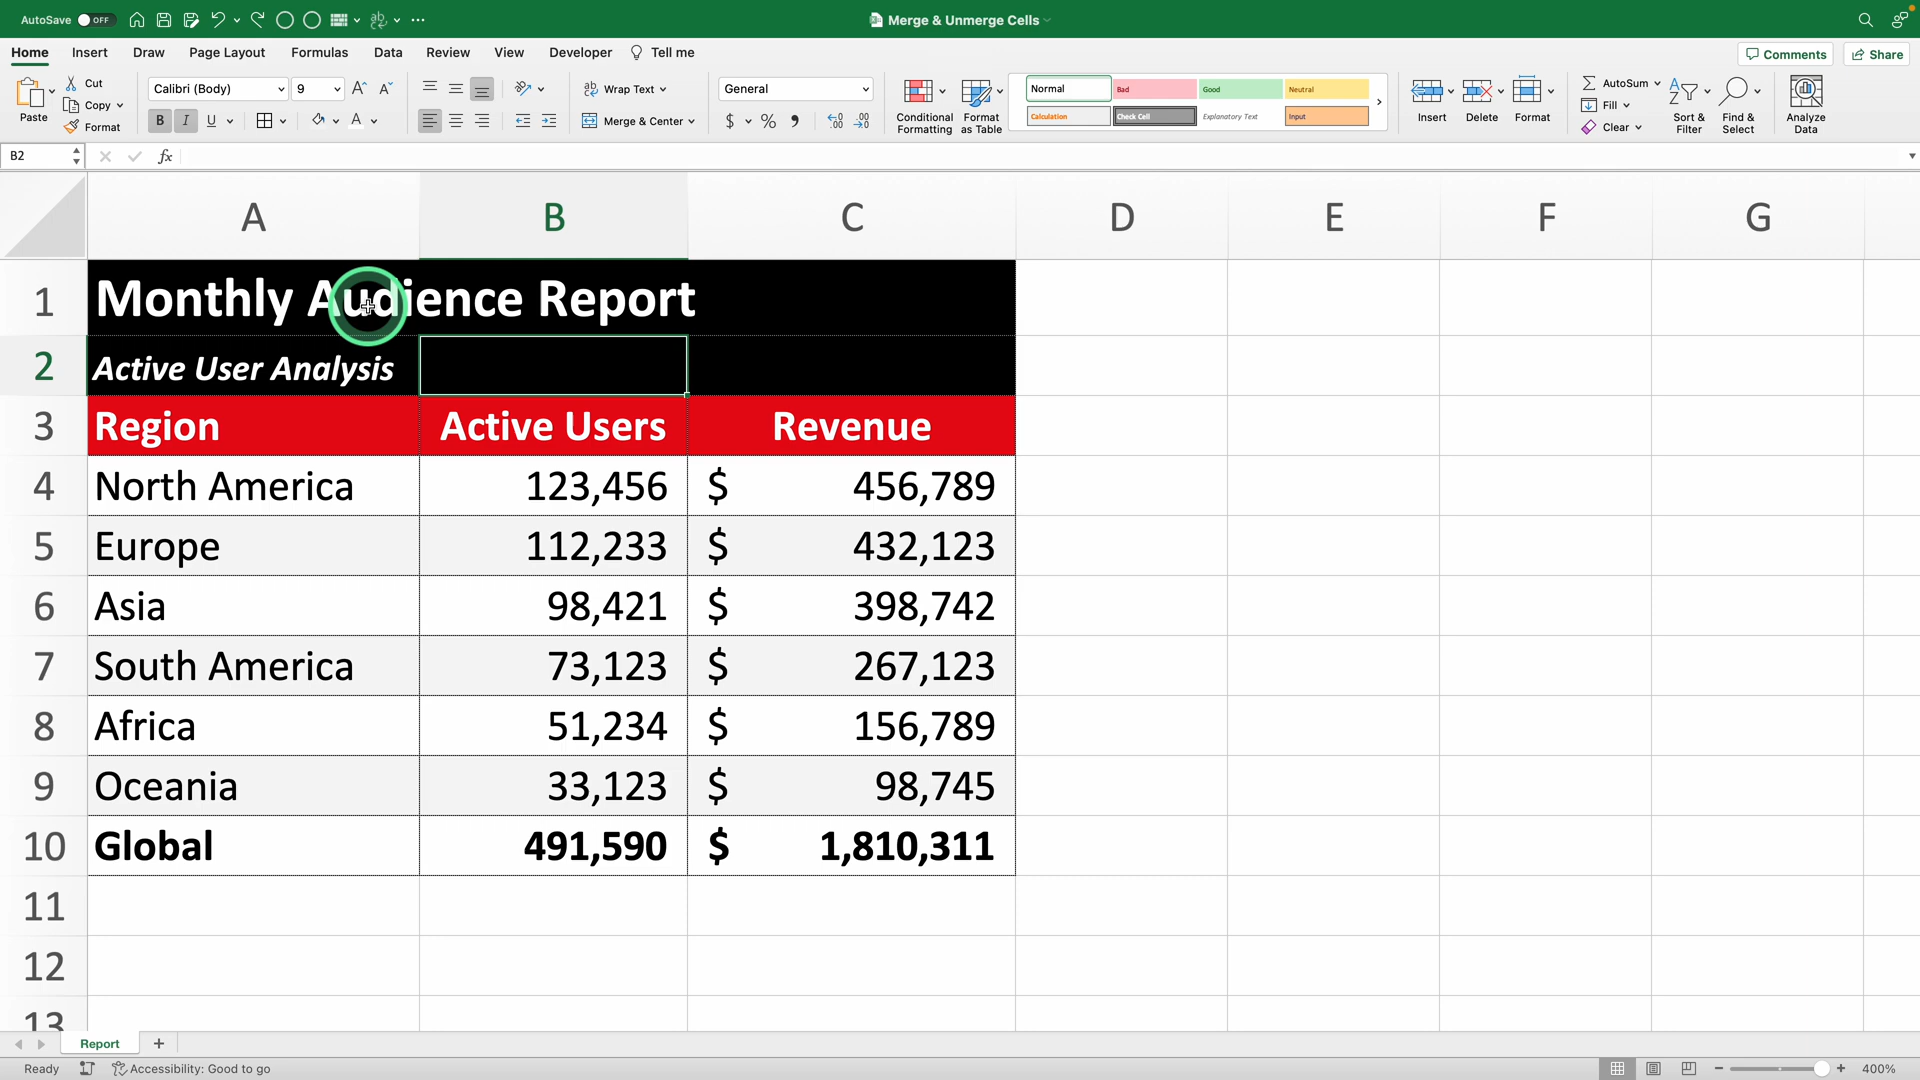 AutoSave OFF Merge & Unmerge Cells
Home Insert Draw Page Layout Formulas Data Review View Developer Tell me Comments Share
Paste Cut Copy Format
Calibri (Body) 9 A A
B I U A
Wrap Text
Merge & Center
General
$ % , .00 .00
Conditional Formatting
Format as Table
Normal Bad Good Neutral
Calculation Check Cell Explanatory Text Input
Insert Delete Format
AutoSum
Fill
Clear
Sort & Filter
Find & Select
Analyze Data
B2 fx
A B C D E F G
1 Monthly Audience Report
2 Active User Analysis
3 Region Active Users Revenue
4 North America 123,456 $ 456,789
5 Europe 112,233 $ 432,123
6 Asia 98,421 $ 398,742
7 South America 73,123 $ 267,123
8 Africa 51,234 $ 156,789
9 Oceania 33,123 $ 98,745
10 Global 491,590 $ 1,810,311
11
12
13
Report +
Ready Accessibility: Good to go 400%